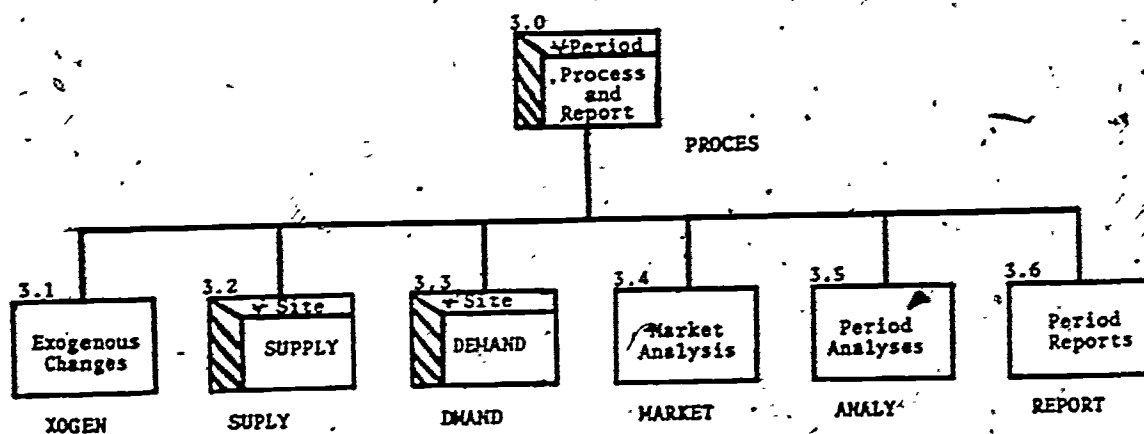 3.0
∀Period
Process
and
Report
PROCES
3.1
Exogenous
Changes
XOGEN
3.2
∀ Site
SUPPLY
SUPLY
3.3
∀ Site
DEMAND
DMAND
3.4
Market
Analysis
MARKET
3.5
Period
Analyses
ANALY
3.6
Period
Reports
REPORT